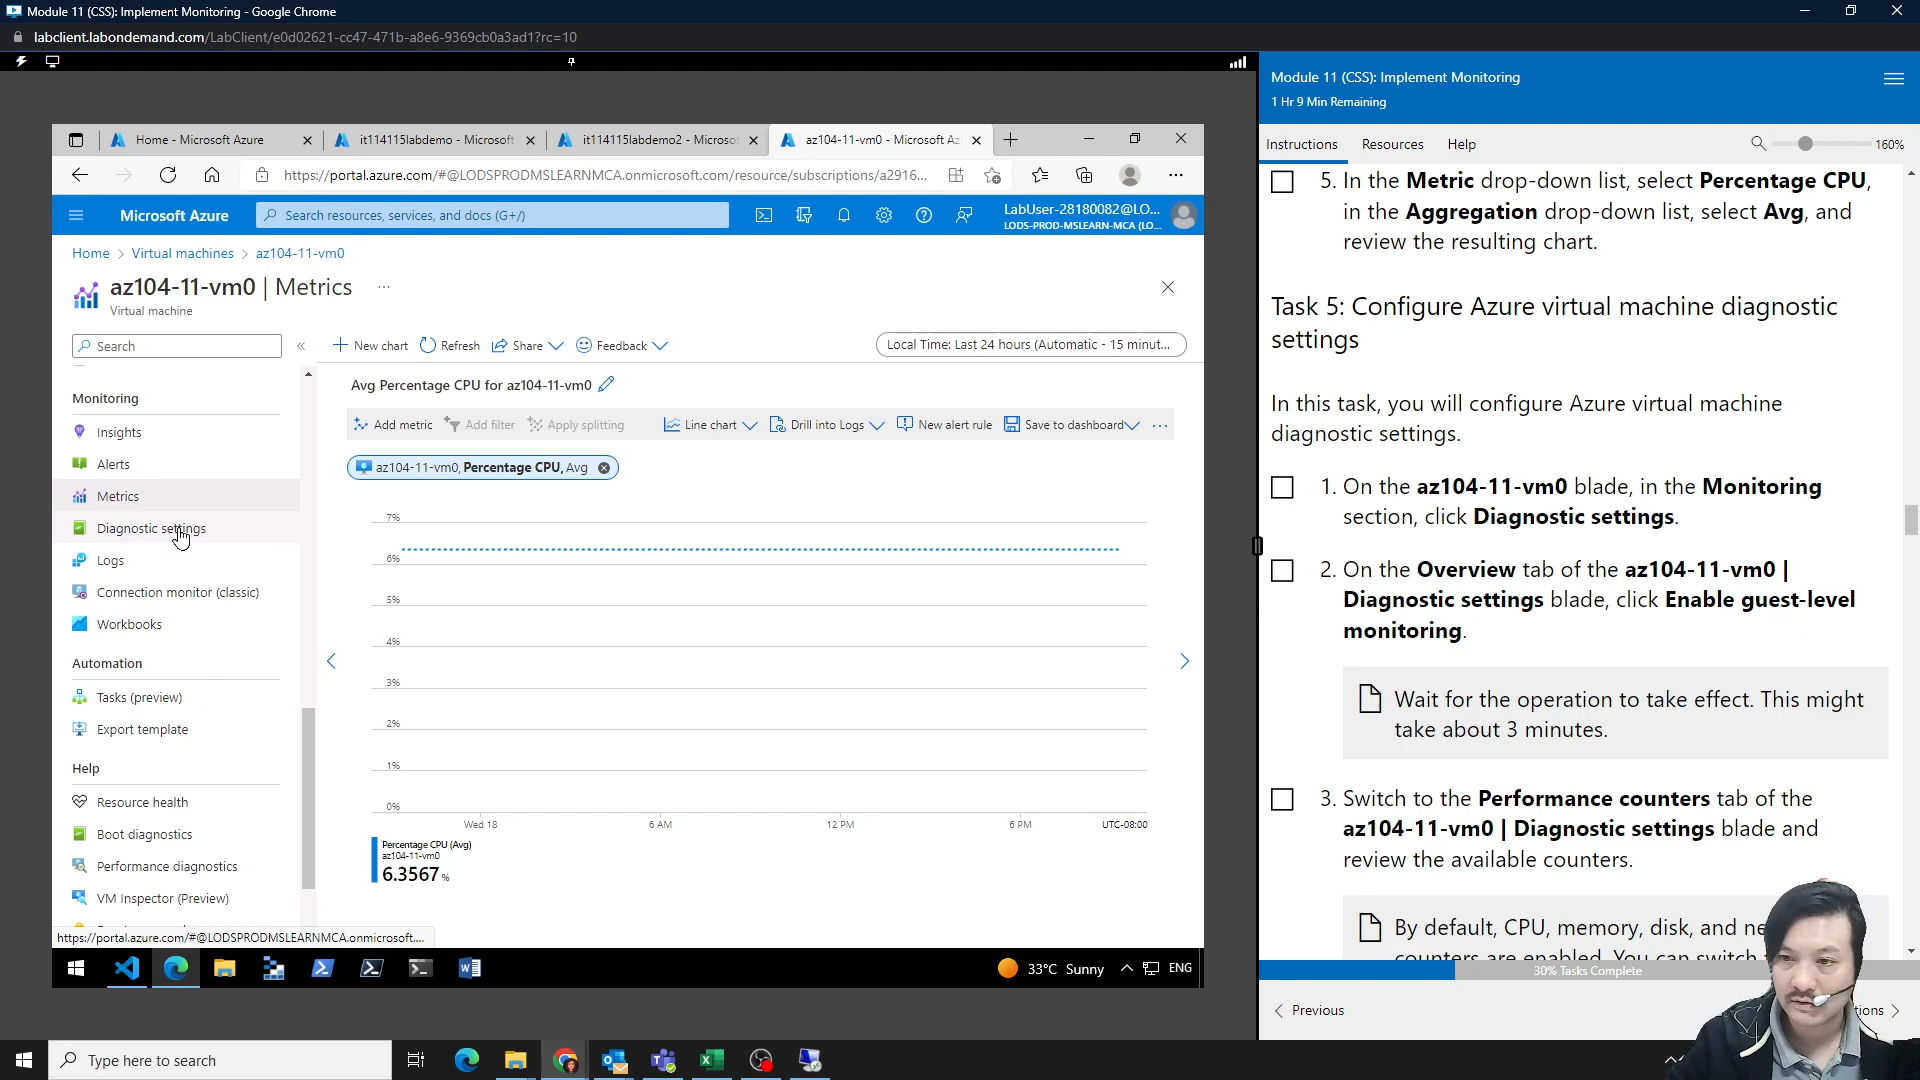 Module 11 (CSS): Implement Monitoring - Google Chrome
labclient.labondemand.com/LabClient/e0d02621-cc47-471b-a8e6-9369cb0a3ad1?rc=10
Module 11 (CSS): Implement Monitoring
1 Hr 9 Min Remaining
Instructions
Resources
Help
160%
Home - Microsoft Azure
it114115labdemo - Microsoft
it114115labdemo2 - Microsof
az104-11-vm0 - Microsoft Az
https://portal.azure.com/#@LODSPRODMSLEARNMCA.onmicrosoft.com/resource/subscriptions/a2916...
Microsoft Azure
Search resources, services, and docs (G+/)
LabUser-28180082@LO...
LODS-PROD-MSLEARN-MCA (LO...
Home > Virtual machines > az104-11-vm0
az104-11-vm0 | Metrics ...
Virtual machine
Search
New chart
Refresh
Share
Feedback
Local Time: Last 24 hours (Automatic - 15 minut...
Monitoring
Insights
Alerts
Metrics
Diagnostic settings
Logs
Connection monitor (classic)
Workbooks
Automation
Tasks (preview)
Export template
Help
Resource health
Boot diagnostics
Performance diagnostics
VM Inspector (Preview)
https://portal.azure.com/#@LODSPRODMSLEARNMCA.onmicrosoft....
Avg Percentage CPU for az104-11-vm0
Add metric
Add filter
Apply splitting
Line chart
Drill into Logs
New alert rule
Save to dashboard
az104-11-vm0, Percentage CPU, Avg
7%
6%
5%
4%
3%
2%
1%
0%
Wed 18
6 AM
12 PM
6 PM
UTC-08:00
Percentage CPU (Avg)
az104-11-vm0
6.3567 %
33°C Sunny
ENG
5. In the Metric drop-down list, select Percentage CPU,
in the Aggregation drop-down list, select Avg, and
review the resulting chart.
Task 5: Configure Azure virtual machine diagnostic
settings
In this task, you will configure Azure virtual machine
diagnostic settings.
1. On the az104-11-vm0 blade, in the Monitoring
section, click Diagnostic settings.
2. On the Overview tab of the az104-11-vm0 |
Diagnostic settings blade, click Enable guest-level
monitoring.
Wait for the operation to take effect. This might
take about 3 minutes.
3. Switch to the Performance counters tab of the
az104-11-vm0 | Diagnostic settings blade and
review the available counters.
By default, CPU, memory, disk, and ne
counters are enabled. You can switch
30% Tasks Complete
Previous
tions
Type here to search